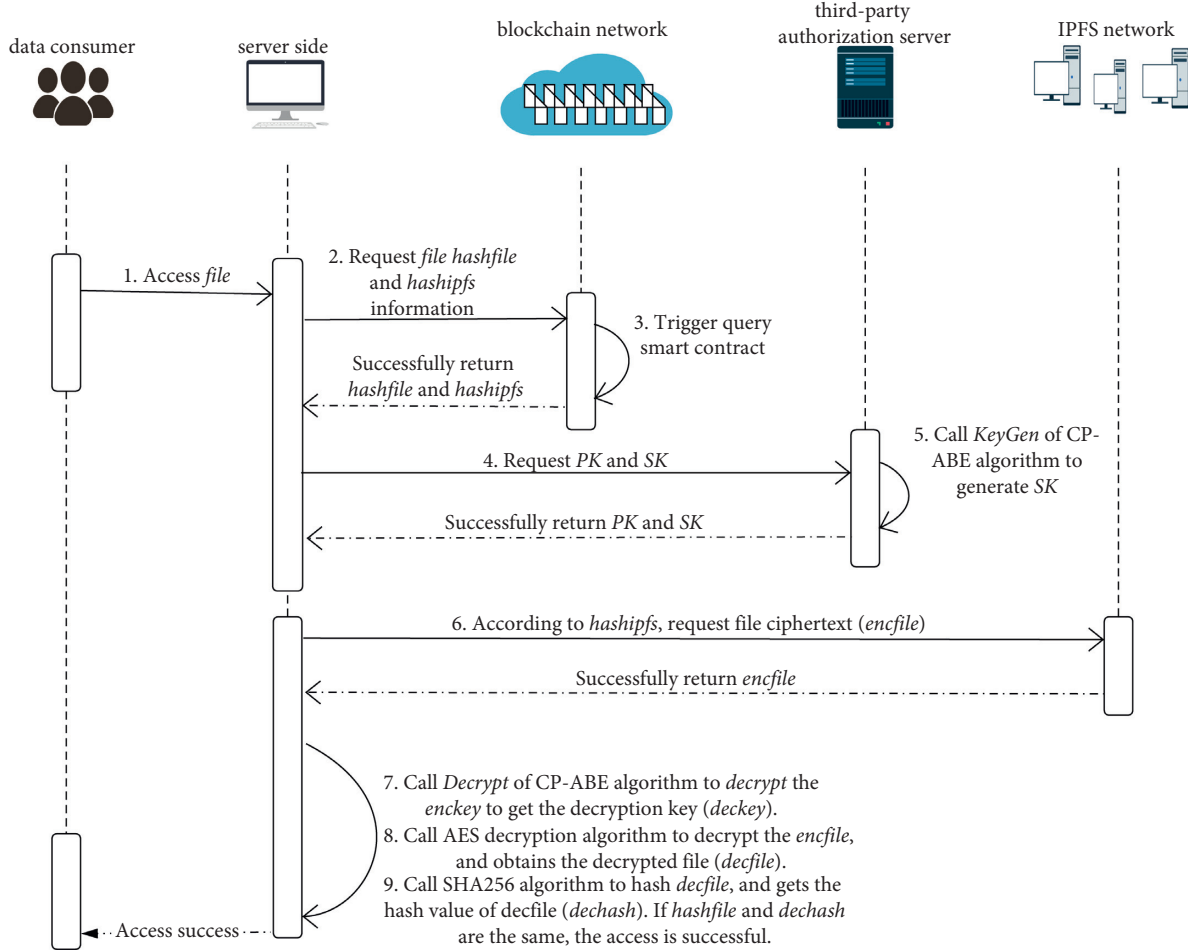 data consumer
server side
blockchain network
third-party
authorization server
IPFS network
1. Access file
2. Request file hashfile
and hashipfs
information
3. Trigger query
smart contract
Successfully return
hashfile and hashipfs
4. Request PK and SK
5. Call KeyGen of CP-
ABE algorithm to
generate SK
Successfully return PK and SK
6. According to hashipfs, request file ciphertext (encfile)
Successfully return encfile
7. Call Decrypt of CP-ABE algorithm to decrypt the
enckey to get the decryption key (deckey).
8. Call AES decryption algorithm to decrypt the encfile,
and obtains the decrypted file (decfile).
9. Call SHA256 algorithm to hash decfile, and gets the
hash value of decfile (dechash). If hashfile and dechash
are the same, the access is successful.
Access success